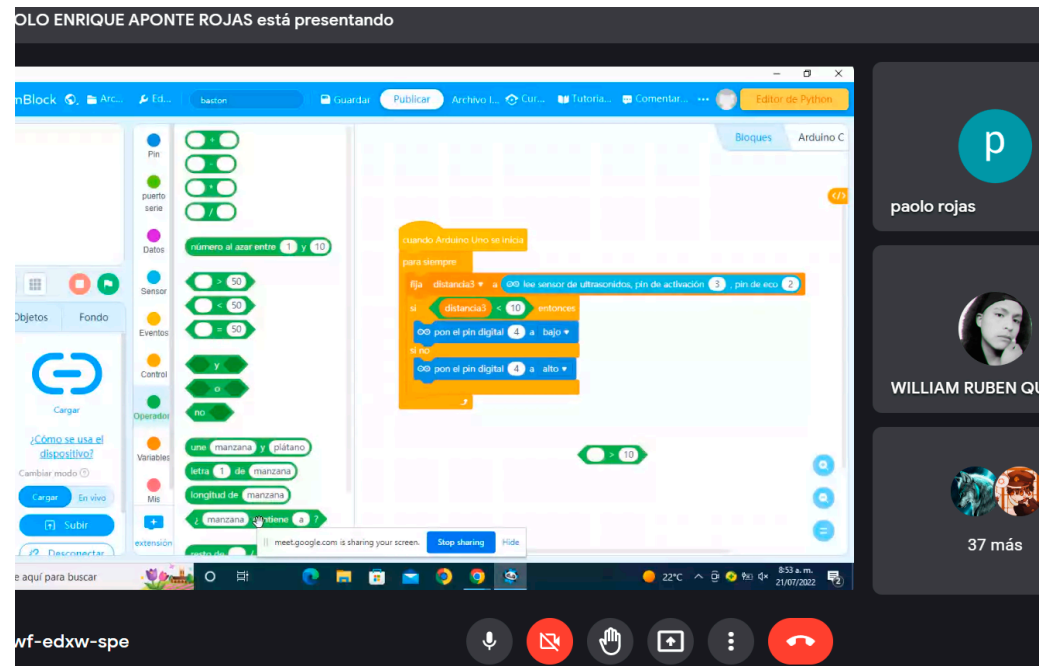 OLO ENRIQUE APONTE ROJAS está presentando
mBlock Arc... Ed... baston Guardar Publicar Archivo l... Cur... Tutoria... Comentar... Editor de Python
Bloques Arduino C
Pin
puerto serie
Datos
Sensor
Eventos
Control
Operador
Variables
Mis
extensión
+
-
*
/
número al azar entre 1 y 10
> 50
< 50
= 50
y
o
no
une manzana y plátano
letra 1 de manzana
longitud de manzana
¿ manzana ntiene a ?
resto de /
cuando Arduino Uno se inicia
para siempre
fija distancia3 a lee sensor de ultrasonidos, pin de activación 3 , pin de eco 2
si distancia3 < 10 entonces
pon el pin digital 4 a bajo
si no
pon el pin digital 4 a alto
> 10
Objetos Fondo
Cargar
¿Cómo se usa el
dispositivo?
Cambiar modo
Cargar En vivo
Subir
Desconectar
meet.google.com is sharing your screen. Stop sharing Hide
e aquí para buscar
22°C
8:53 a. m.
21/07/2022
2
p
paolo rojas
WILLIAM RUBEN QU
37 más
wf-edxw-spe